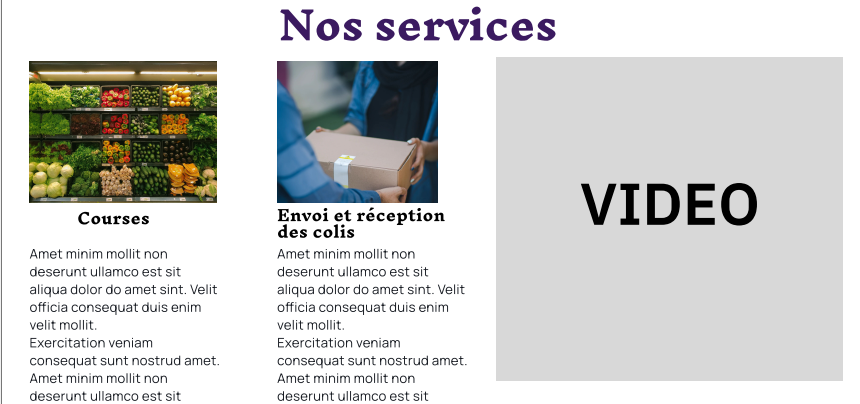 Nos services
Courses
Amet minim mollit non
deserunt ullamco est sit
aliqua dolor do amet sint. Velit
officia consequat duis enim
velit mollit.
Exercitation veniam
consequat sunt nostrud amet.
Amet minim mollit non
deserunt ullamco est sit
Envoi et réception
des colis
Amet minim mollit non
deserunt ullamco est sit
aliqua dolor do amet sint. Velit
officia consequat duis enim
velit mollit.
Exercitation veniam
consequat sunt nostrud amet.
Amet minim mollit non
deserunt ullamco est sit
VIDEO